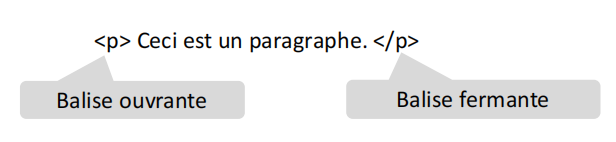 <p> Ceci est un paragraphe. </p>
Balise ouvrante
Balise fermante